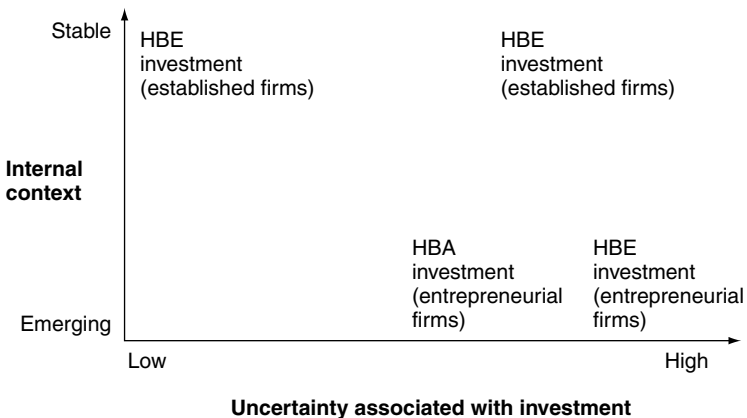 Stable
HBE
investment
(established firms)
HBE
investment
(established firms)
Internal
context
HBA
investment
(entrepreneurial
firms)
HBE
investment
(entrepreneurial
firms)
Emerging
Low
High
Uncertainty associated with investment